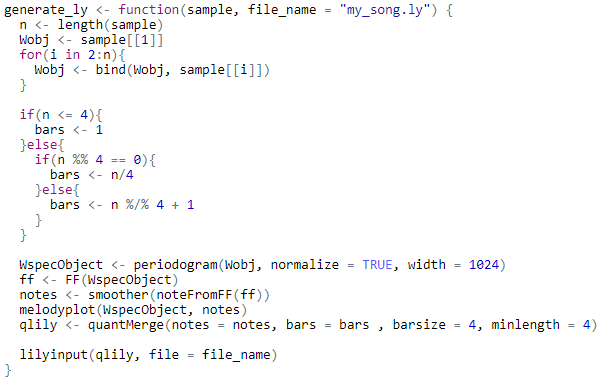 generate_ly <- function(sample, file_name = "my_song.ly") {
  n <- length(sample)
  Wobj <- sample[[1]]
  for(i in 2:n){
    Wobj <- bind(Wobj, sample[[i]])
  }

  if(n <= 4){
    bars <- 1
  }else{
    if(n %% 4 == 0){
      bars <- n/4
    }else{
      bars <- n %/% 4 + 1
    }
  }

  WspecObject <- periodogram(Wobj, normalize = TRUE, width = 1024)
  ff <- FF(WspecObject)
  notes <- smoother(noteFromFF(ff))
  melodyplot(WspecObject, notes)
  qlily <- quantMerge(notes = notes, bars = bars , barsize = 4, minlength = 4)

  lilyinput(qlily, file = file_name)
}